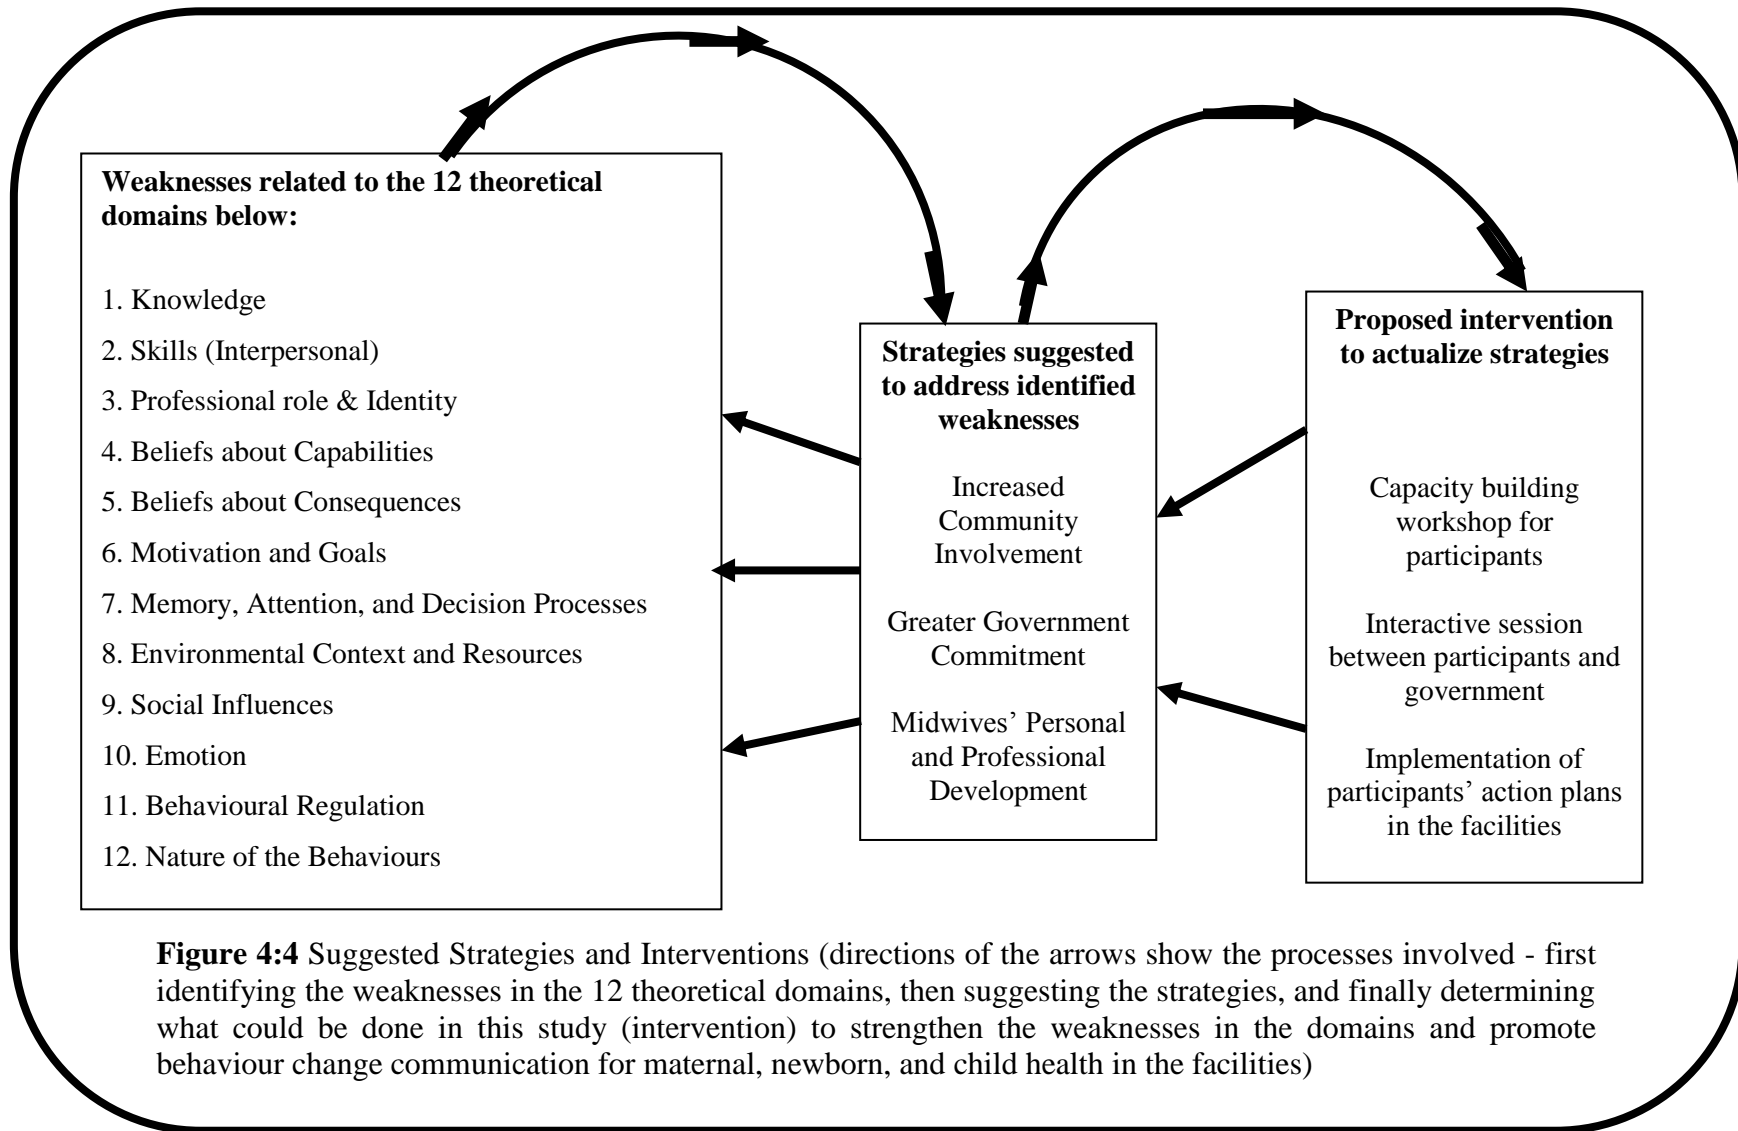 Weaknesses related to the 12 theoretical
domains below:
1. Knowledge
2. Skills (Interpersonal)
3. Professional role & Identity
4. Beliefs about Capabilities
5. Beliefs about Consequences
6. Motivation and Goals
7. Memory, Attention, and Decision Processes
8. Environmental Context and Resources
9. Social Influences
10. Emotion
11. Behavioural Regulation
12. Nature of the Behaviours
Strategies suggested
to address identified
weaknesses
Increased
Community
Involvement
Greater Government
Commitment
Midwives’ Personal
and Professional
Development
Proposed intervention
to actualize strategies
Capacity building
workshop for
participants
Interactive session
between participants and
government
Implementation of
participants’ action plans
in the facilities
Figure 4:4 Suggested Strategies and Interventions (directions of the arrows show the processes involved - first
identifying the weaknesses in the 12 theoretical domains, then suggesting the strategies, and finally determining
what could be done in this study (intervention) to strengthen the weaknesses in the domains and promote
behaviour change communication for maternal, newborn, and child health in the facilities)